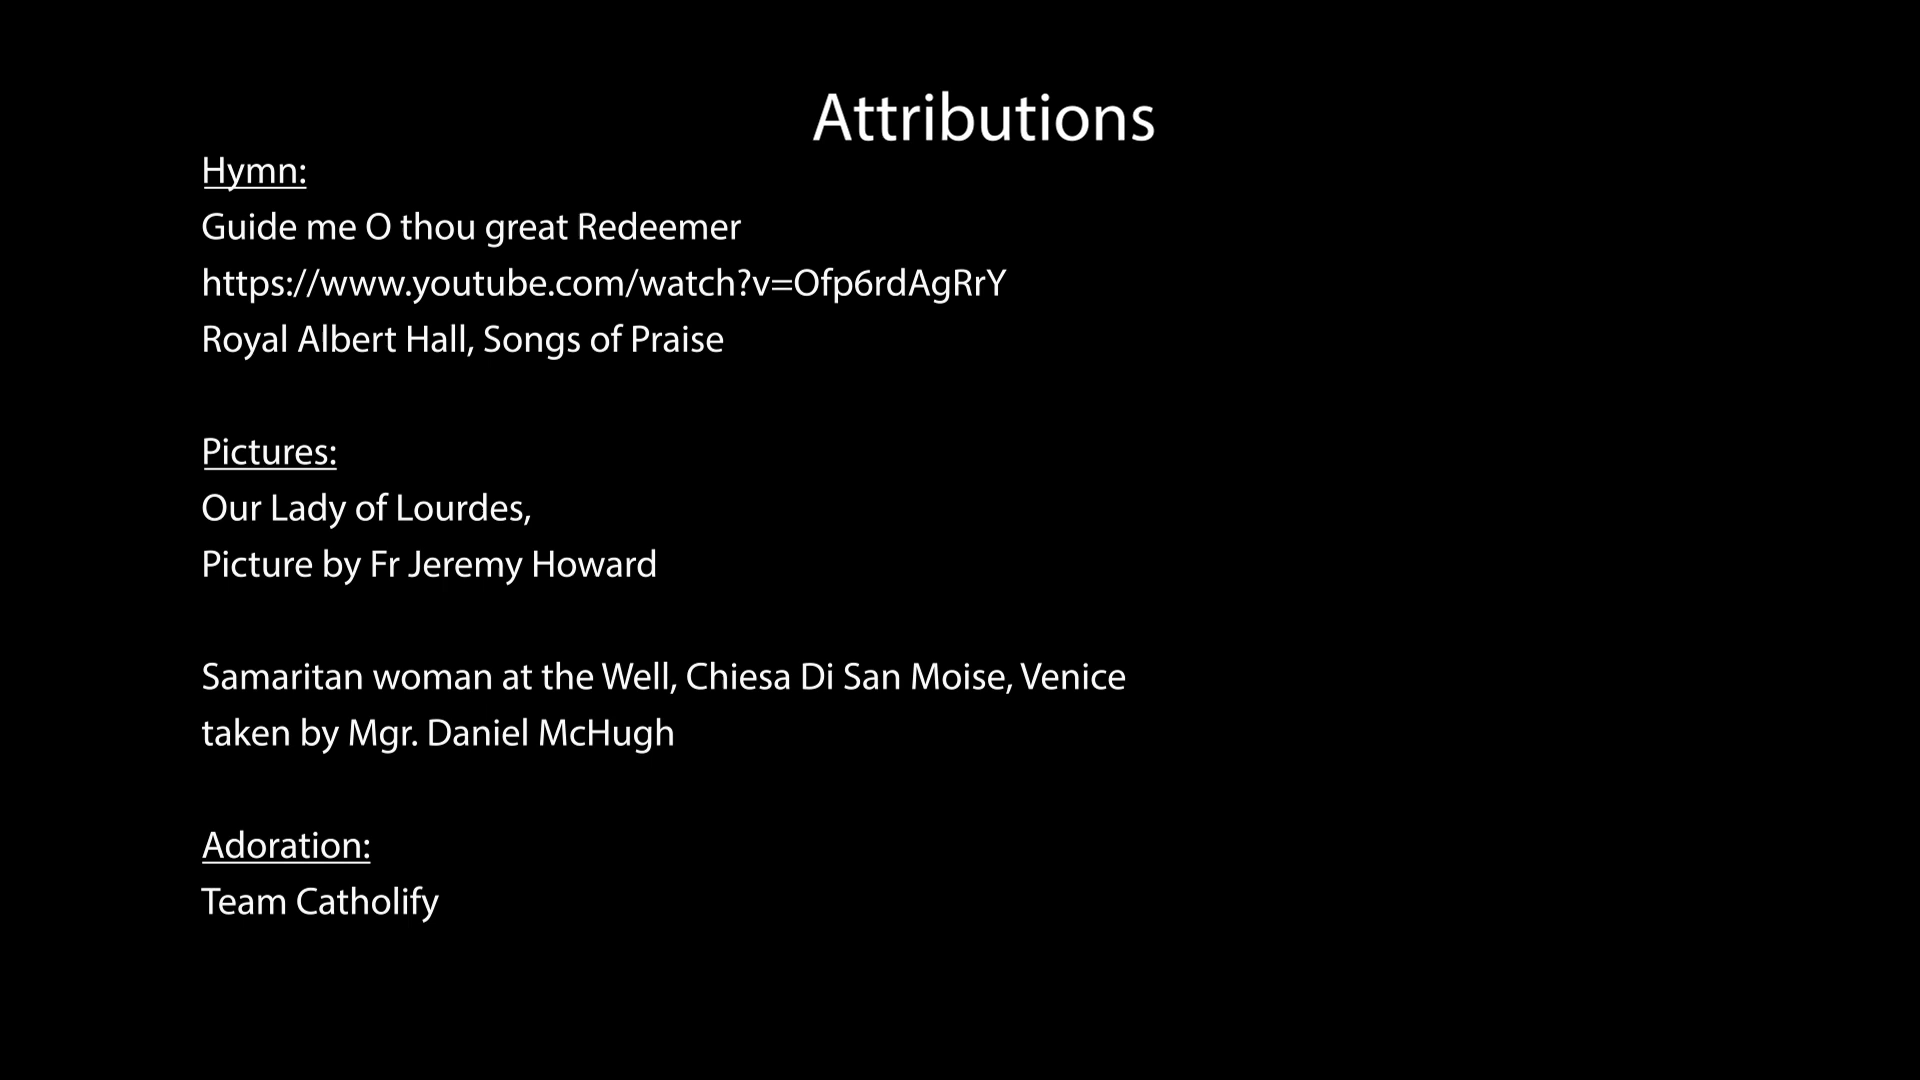 Attributions
Hymn:
Guide me O thou great Redeemer
https://www.youtube.com/watch?v=Ofp6rdAgRrY
Royal Albert Hall, Songs of Praise
Pictures:
Our Lady of Lourdes,
Picture by Fr Jeremy Howard
Samaritan woman at the Well, Chiesa Di San Moise, Venice
taken by Mgr. Daniel McHugh
Adoration:
Team Catholify